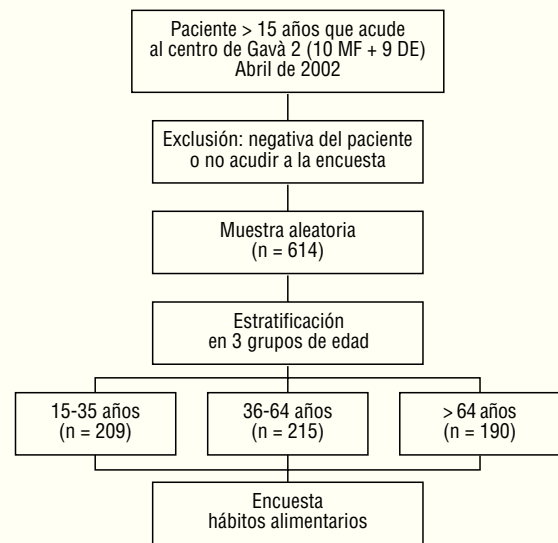 Paciente > 15 años que acude
al centro de Gavà 2 (10 MF + 9 DE)
Abril de 2002
Exclusión: negativa del paciente
o no acudir a la encuesta
Muestra aleatoria
(n = 614)
Estratificación
en 3 grupos de edad
15-35 años
(n = 209)
36-64 años
(n = 215)
> 64 años
(n = 190)
Encuesta
hábitos alimentarios